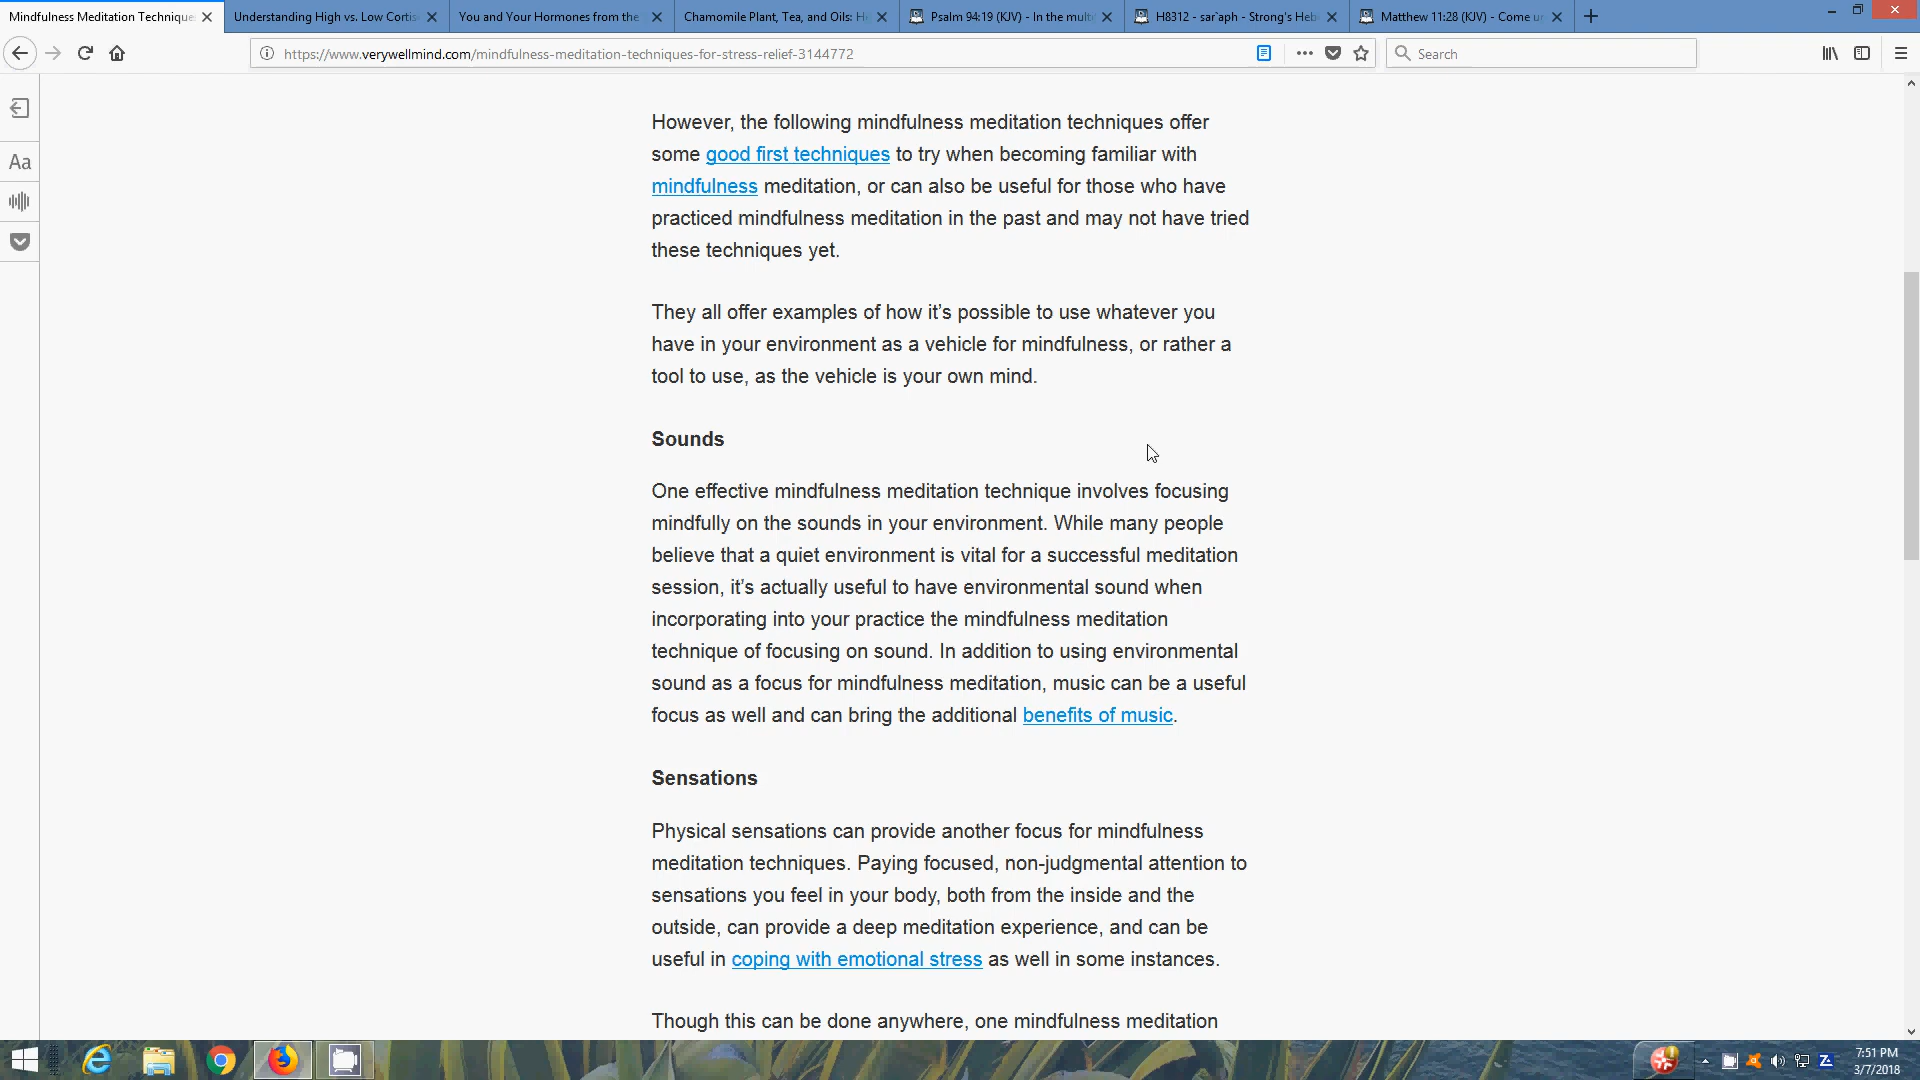 Mindfulness Meditation Technique
Understanding High vs. Low Cortis
You and Your Hormones from the
Chamomile Plant, Tea, and Oils: H
Psalm 94:19 (KJV) - In the mult
H8312 - sar`aph - Strong's Heb
Matthew 11:28 (KJV) - Come u
https://www.verywellmind.com/mindfulness-meditation-techniques-for-stress-relief-3144772
Search
Aa
However, the following mindfulness meditation techniques offer
some good first techniques to try when becoming familiar with
mindfulness meditation, or can also be useful for those who have
practiced mindfulness meditation in the past and may not have tried
these techniques yet.
They all offer examples of how it’s possible to use whatever you
have in your environment as a vehicle for mindfulness, or rather a
tool to use, as the vehicle is your own mind.
Sounds
One effective mindfulness meditation technique involves focusing
mindfully on the sounds in your environment. While many people
believe that a quiet environment is vital for a successful meditation
session, it’s actually useful to have environmental sound when
incorporating into your practice the mindfulness meditation
technique of focusing on sound. In addition to using environmental
sound as a focus for mindfulness meditation, music can be a useful
focus as well and can bring the additional benefits of music.
Sensations
Physical sensations can provide another focus for mindfulness
meditation techniques. Paying focused, non-judgmental attention to
sensations you feel in your body, both from the inside and the
outside, can provide a deep meditation experience, and can be
useful in coping with emotional stress as well in some instances.
Though this can be done anywhere, one mindfulness meditation
7:51 PM
3/7/2018